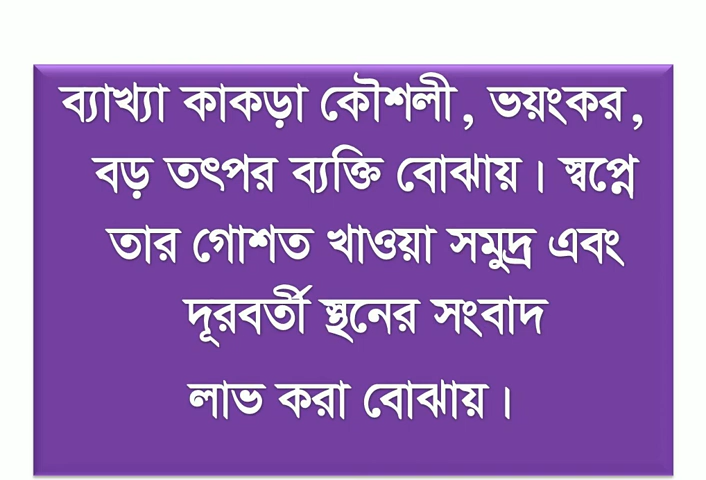 ব্যাখ্যা কাকড়া কৌশলী, ভয়ংকর,
বড় তৎপর ব্যক্তি বোঝায়। স্বপ্নে
তার গোশত খাওয়া সমুদ্র এবং
দূরবর্তী স্থনের সংবাদ
লাভ করা বোঝায়।